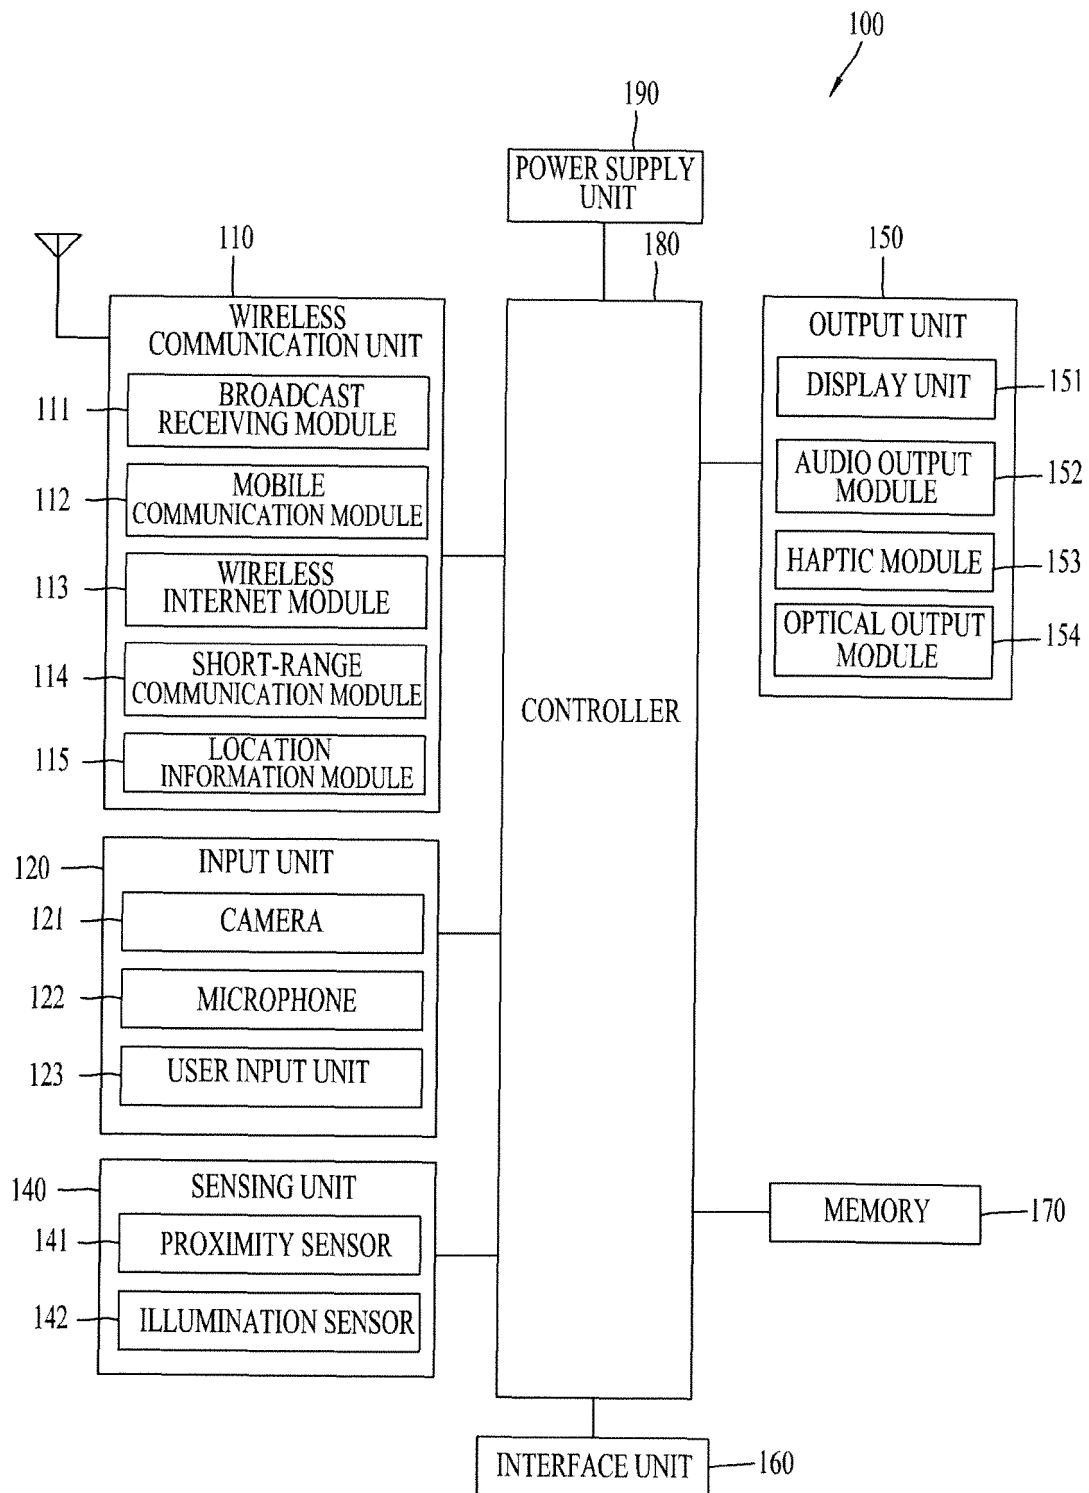 100
190
POWER SUPPLY
UNIT
110
180
150
WIRELESS
COMMUNICATION UNIT
111
BROADCAST
RECEIVING MODULE
112
MOBILE
COMMUNICATION MODULE
113
WIRELESS
INTERNET MODULE
114
SHORT-RANGE
COMMUNICATION MODULE
115
LOCATION
INFORMATION MODULE
120
INPUT UNIT
121
CAMERA
122
MICROPHONE
123
USER INPUT UNIT
140
SENSING UNIT
141
PROXIMITY SENSOR
142
ILLUMINATION SENSOR
CONTROLLER
OUTPUT UNIT
DISPLAY UNIT
151
AUDIO OUTPUT
MODULE
152
HAPTIC MODULE
153
OPTICAL OUTPUT
MODULE
154
MEMORY
170
INTERFACE UNIT
160